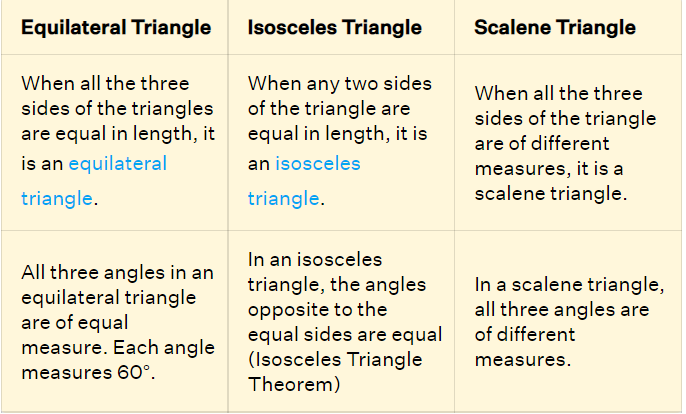 Equilateral Triangle
Isosceles Triangle
Scalene Triangle
When all the three
sides of the triangles
are equal in length, it
is an equilateral
triangle.
When any two sides
of the triangle are
equal in length, it is
an isosceles
triangle.
When all the three
sides of the triangle
are of different
measures, it is a
scalene triangle.
All three angles in an
equilateral triangle
are of equal
measure. Each angle
measures 60°.
In an isosceles
triangle, the angles
opposite to the
equal sides are equal
(Isosceles Triangle
Theorem)
In a scalene triangle,
all three angles are
of different
measures.